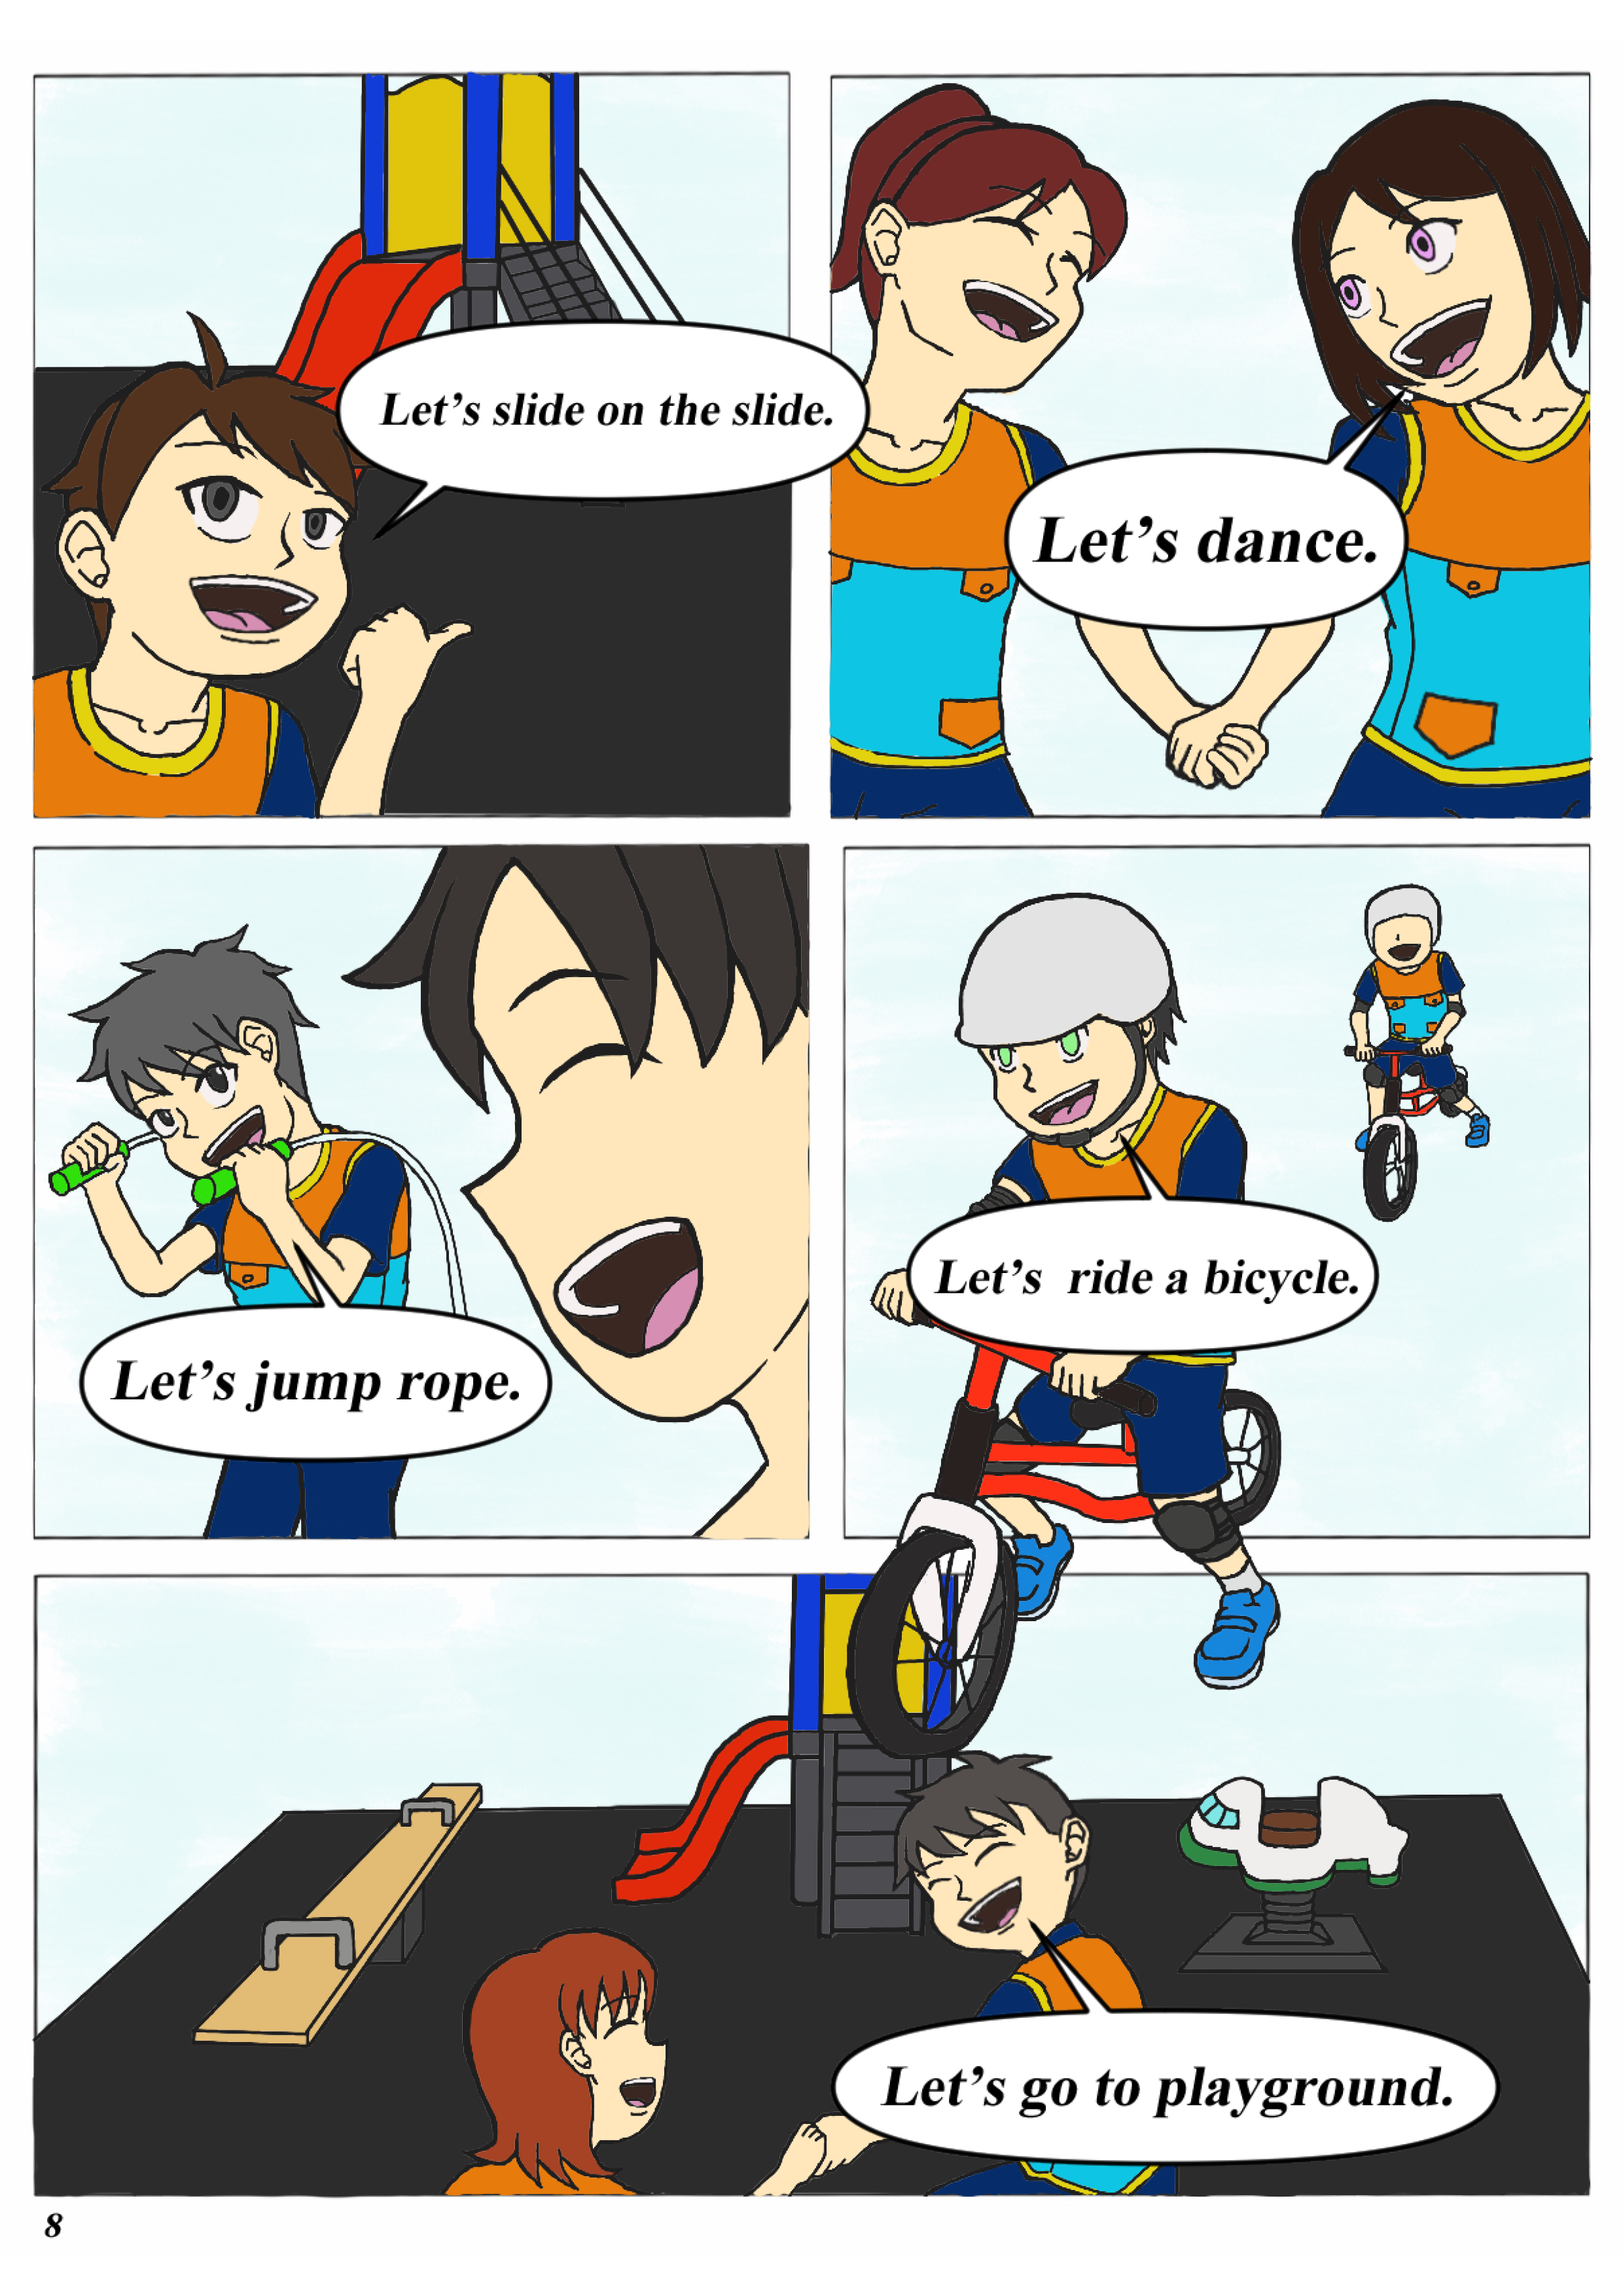 Let's slide on the slide.
Let's dance.
Let's jump rope.
Let's ride a bicycle.
Let's go to playground.
8